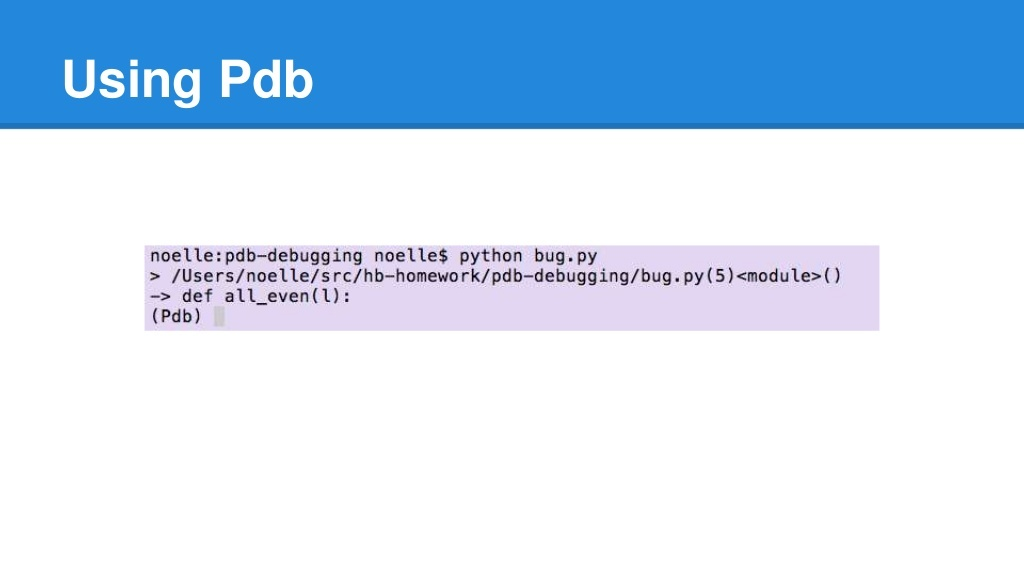 Using Pdb
noelle:pdb-debugging noelle$ python bug.py
> /Users/noelle/src/hb-homework/pdb-debugging/bug.py(5)<module>()
-> def all_even(l):
(Pdb)